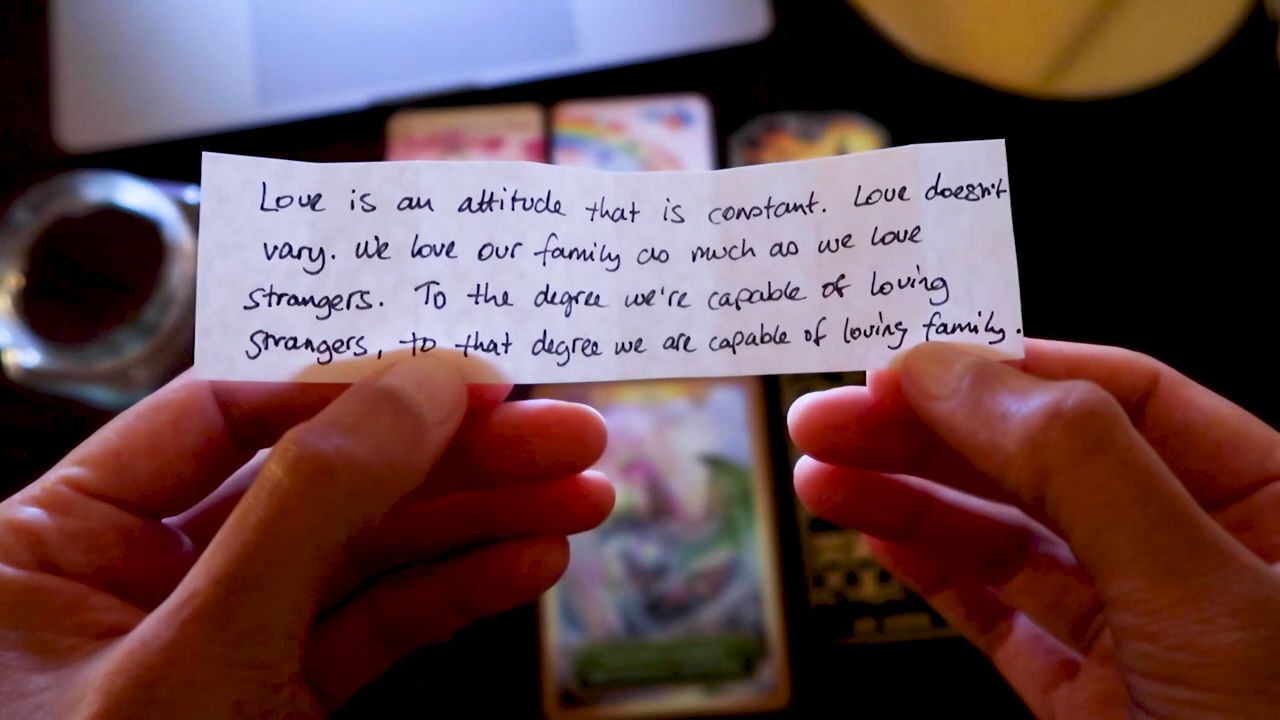 Love is an attitude that is constant. Love doesn't
vary. We love our family as much as we love
strangers. To the degree we're capable of loving
strangers, to that degree we are capable of loving family.